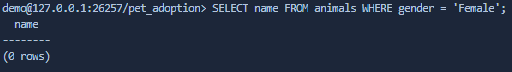 demo@127.0.0.1:26257/pet_adoption> SELECT name FROM animals WHERE gender = 'Female';
name
--------
(0 rows)